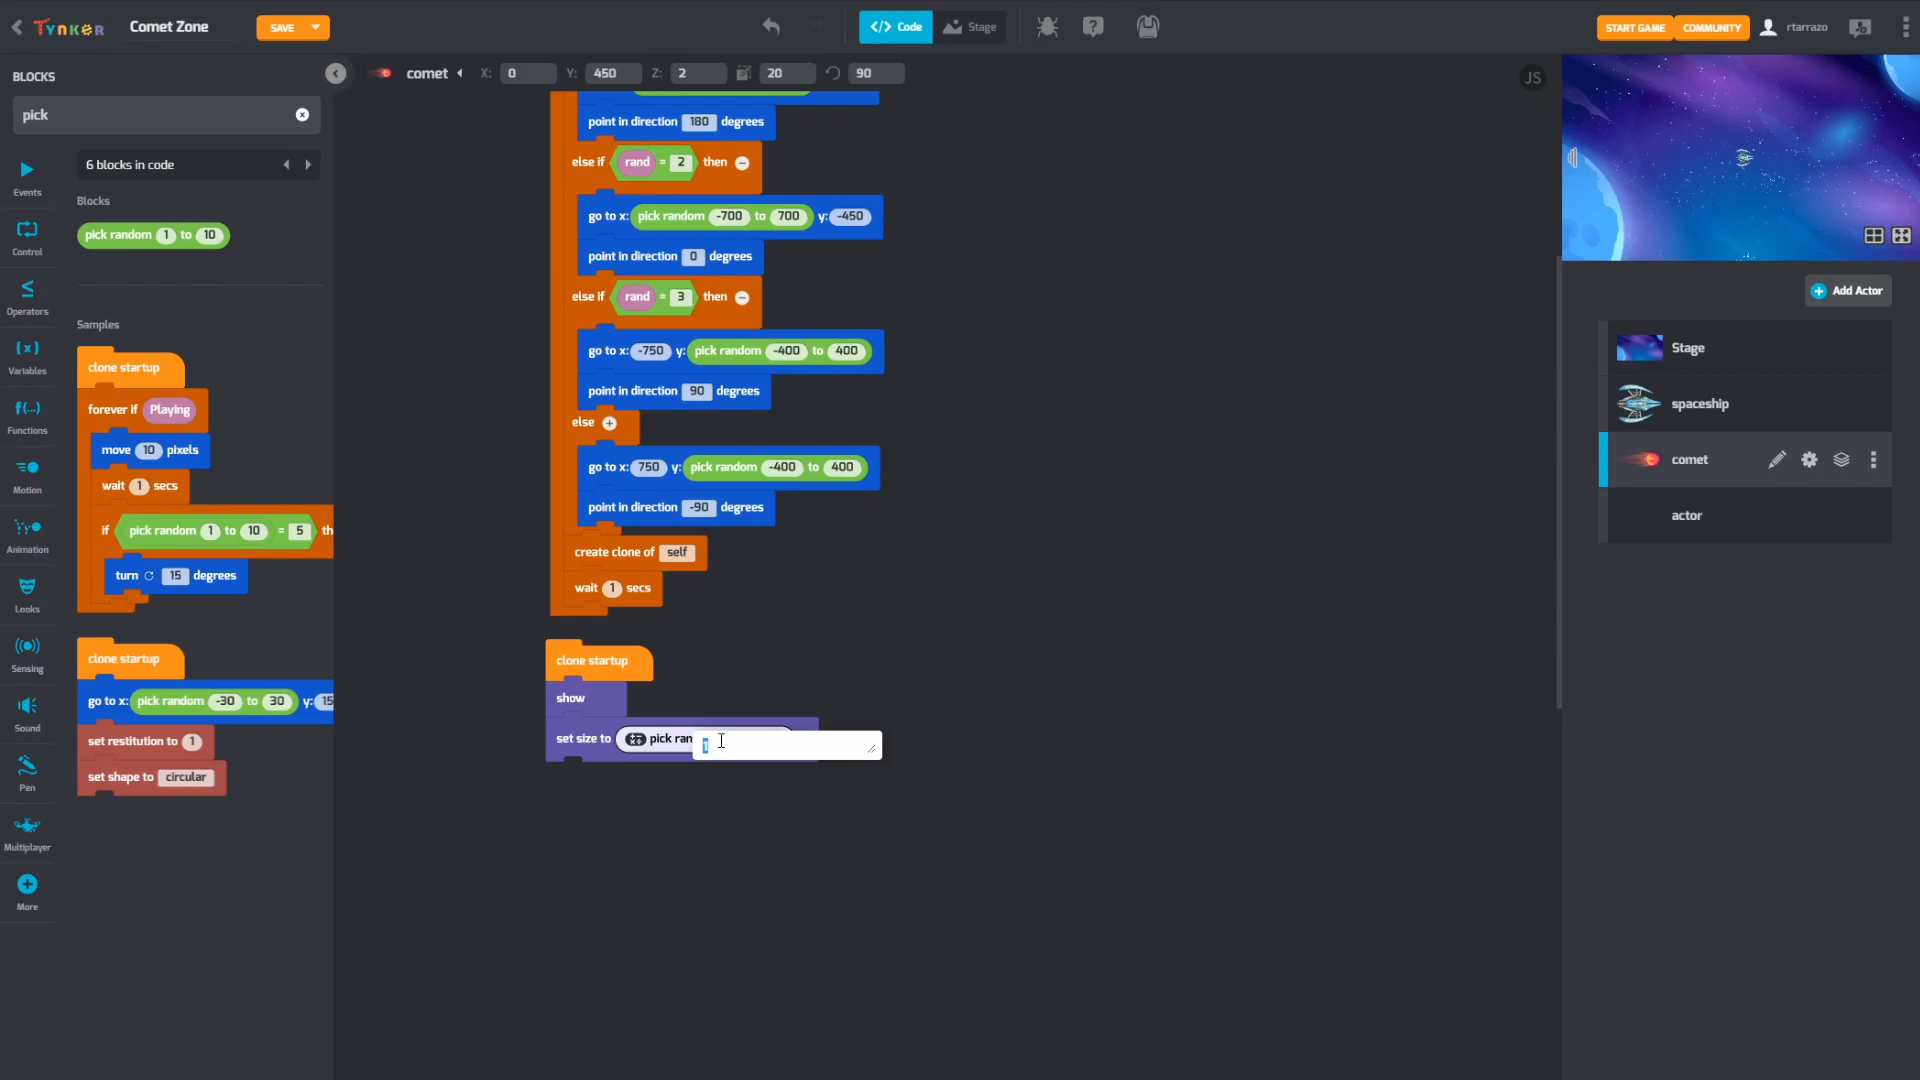 TYNKER
Comet Zone
SAVE
Code
Stage
START GAME
COMMUNITY
rtarrazo
BLOCKS
comet
X: 0
Y: 450
Z: 2
20
90
JS
pick
6 blocks in code
Events
Control
Operators
Variables
Functions
Motion
Animation
Looks
Sensing
Sound
Pen
Multiplayer
More
Blocks
pick random 1 to 10
Samples
clone startup
forever if Playing
move 10 pixels
wait 1 secs
if pick random 1 to 10 = 5 th
turn 15 degrees
clone startup
go to x: pick random -30 to 30 y: 15
set restitution to 1
set shape to circular
point in direction 180 degrees
else if rand = 2 then
go to x: pick random -700 to 700 y: -450
point in direction 0 degrees
else if rand = 3 then
go to x: -750 y: pick random -400 to 400
point in direction 90 degrees
else
go to x: 750 y: pick random -400 to 400
point in direction -90 degrees
create clone of self
wait 1 secs
clone startup
show
set size to pick ran 1
Add Actor
Stage
spaceship
comet
actor